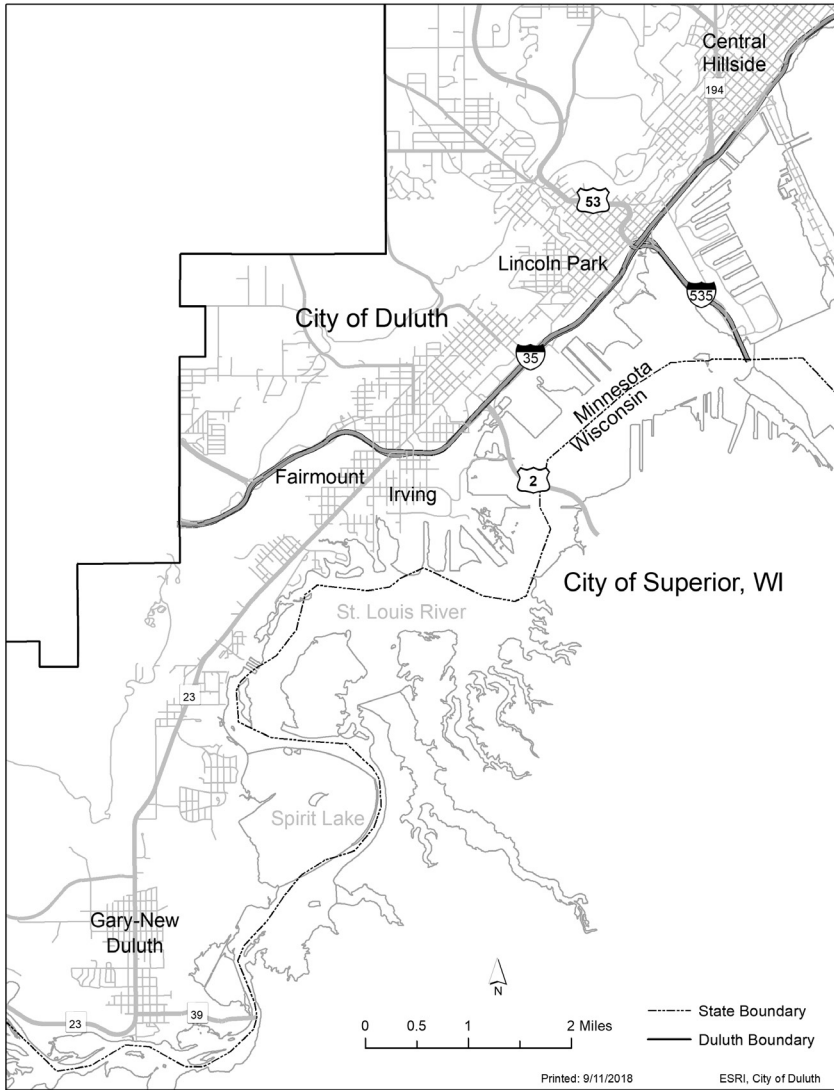 Central
Hillside
194
53
Lincoln Park
535
City of Duluth
35
Minnesota
Wisconsin
Fairmount
Irving
2
City of Superior, WI
St. Louis River
23
Spirit Lake
Gary-New
Duluth
23
39
N
0 0.5 1 2 Miles
State Boundary
Duluth Boundary
Printed: 9/11/2018
ESRI, City of Duluth